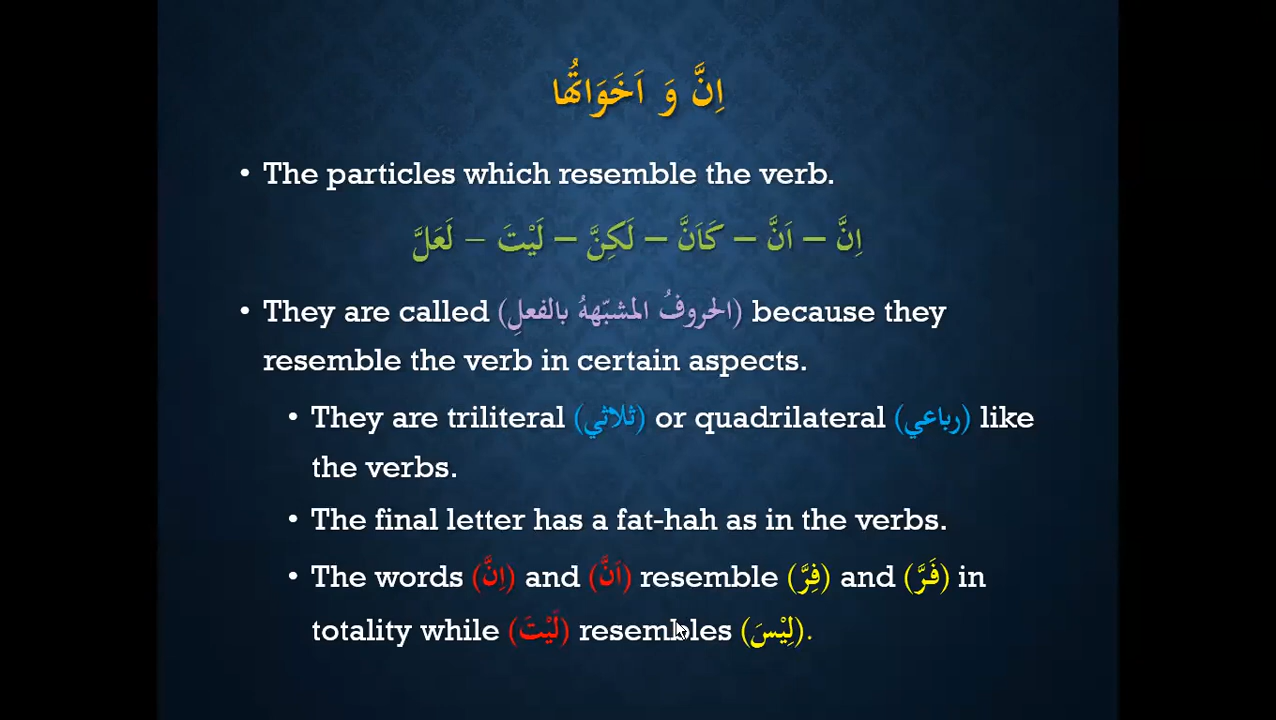 اِنَّ وَ اَخَوَاتُهُا
• The particles which resemble the verb.
اِنَّ – اَنَّ – كَاَنَّ – لَكِنَّ – لَيْتَ – لَعَلَّ
• They are called (الحروفُ المشبّههُ بالفعلِ) because they
resemble the verb in certain aspects.
• They are triliteral (ثلاثي) or quadrilateral (رباعي) like
the verbs.
• The final letter has a fat-hah as in the verbs.
• The words (اِنَّ) and (اَنَّ) resemble (فِرَّ) and (فَرَّ) in
totality while (لَيْتَ) resembles (لِيْسَ).